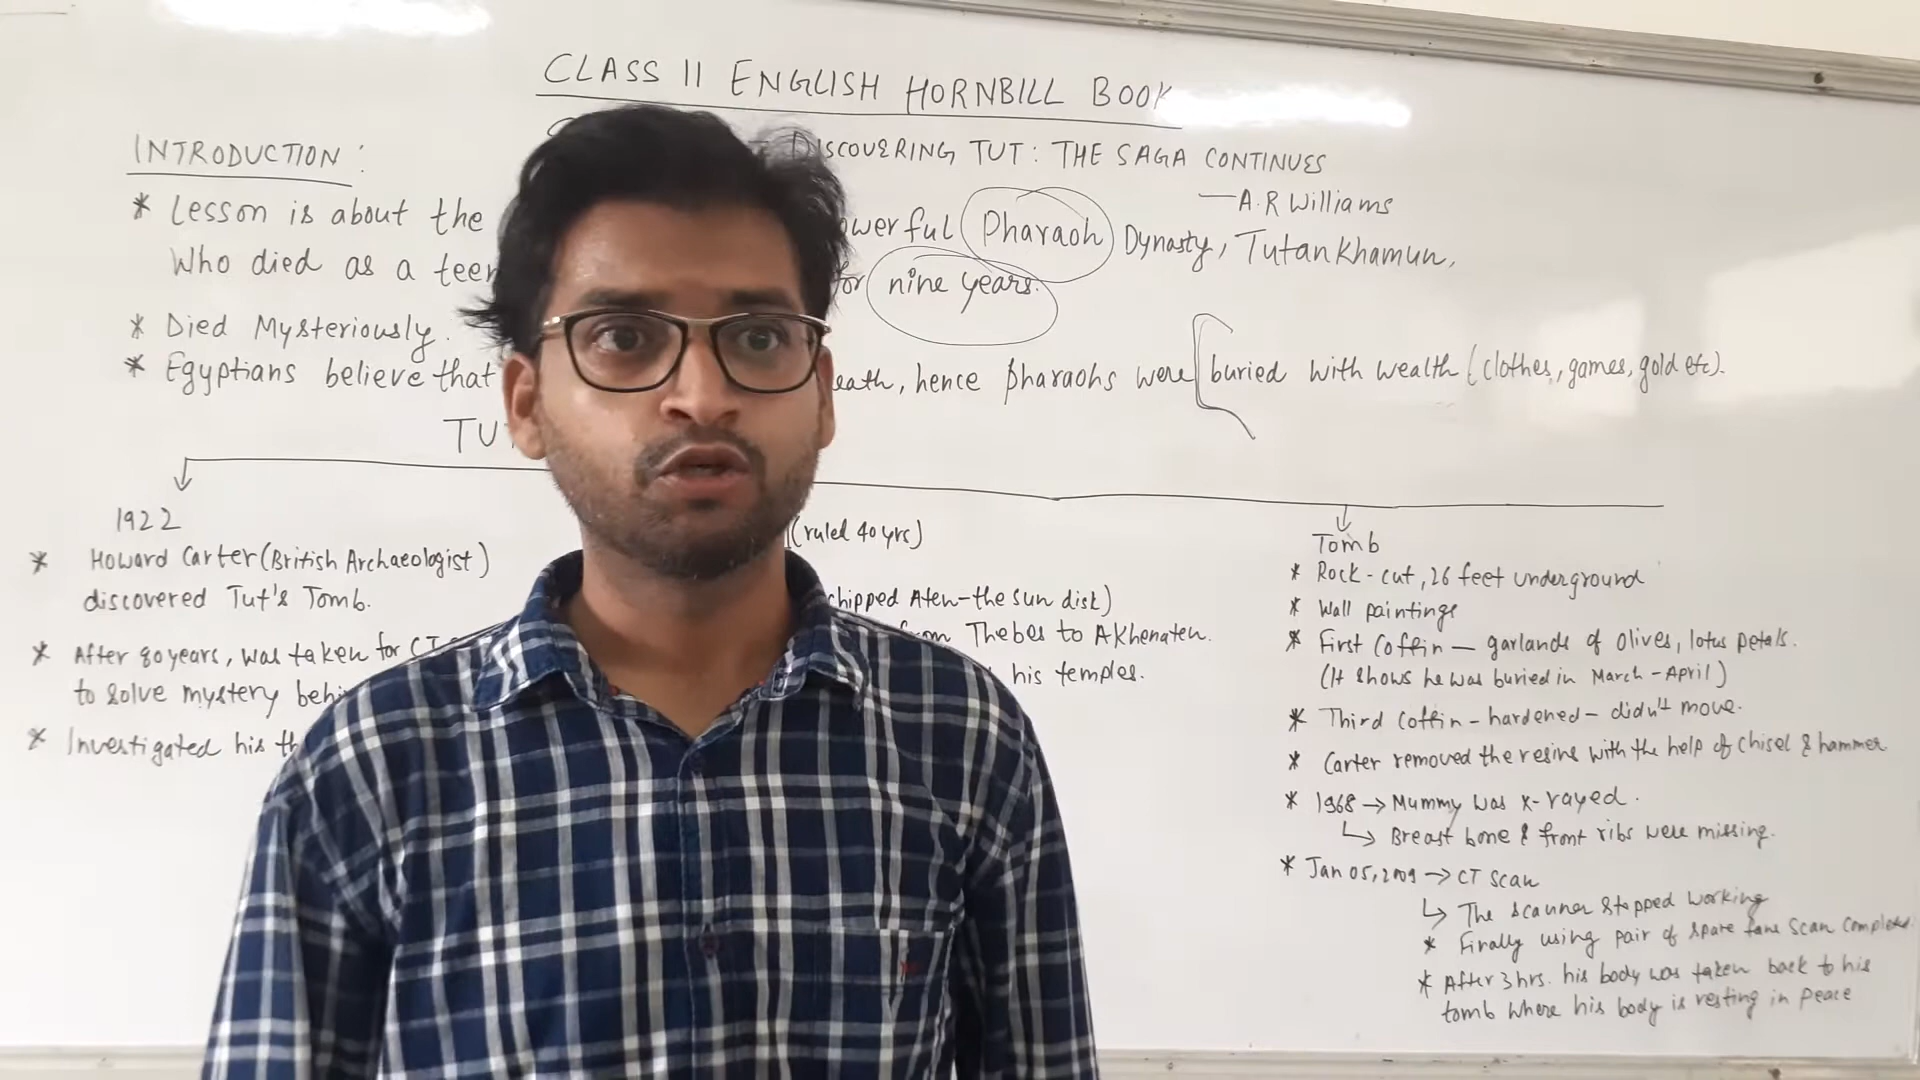 CLASS 11 ENGLISH HORNBILL BOOK
DISCOVERING TUT: THE SAGA CONTINUES
—A.R Williams
INTRODUCTION:
* Lesson is about the owerful Pharaoh Dynasty, Tutankhamun,
Who died as a teen for nine years.
* Died Mysteriously.
* Egyptians believe that eath, hence pharaohs were buried with wealth (clothes, games, gold etc).
TUT
1922
* Howard Carter (British Archaeologist)
discovered Tut's Tomb.
* After 80 years, was taken for CT
to solve mystery behi
* Investigated his th
(ruled 40 yrs)
chipped Aten-the sun disk)
from Thebes to Akhenaten.
his temples.
Tomb
* Rock-cut, 26 feet underground
* Wall paintings
* First Coffin — garlands of olives, lotus petals.
(It shows he was buried in March - April)
* Third Coffin - hardened - didn't move.
* Carter removed the resins with the help of chisel & hammer
* 1968 → Mummy was x-rayed.
↳ Breast bone & front ribs were missing.
* Jan 05, 2009 → CT Scan
↳ The scanner stopped working
* Finally using pair of spare fans scan completed.
* After 3 hrs. his body was taken back to his
tomb where his body is resting in peace